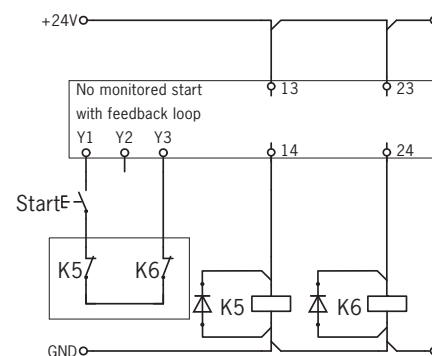 +24V
No monitored start 13 23
with feedback loop
Y1 Y2 Y3
14 24
StartE
K5 K6 K5 K6
GND